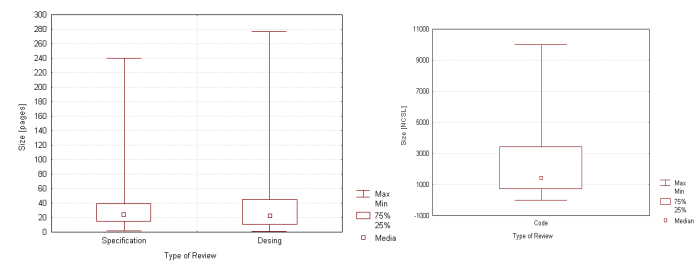 300
280
260
240
220
200
180
160
140
120
100
80
60
40
20
0
Size [pages]
Specification
Desing
Type of Review
Max
Min
75%
25%
Media
11000
9000
7000
5000
3000
1000
-1000
Size [NCSL]
Code
Type of Review
Max
Min
75%
25%
Median